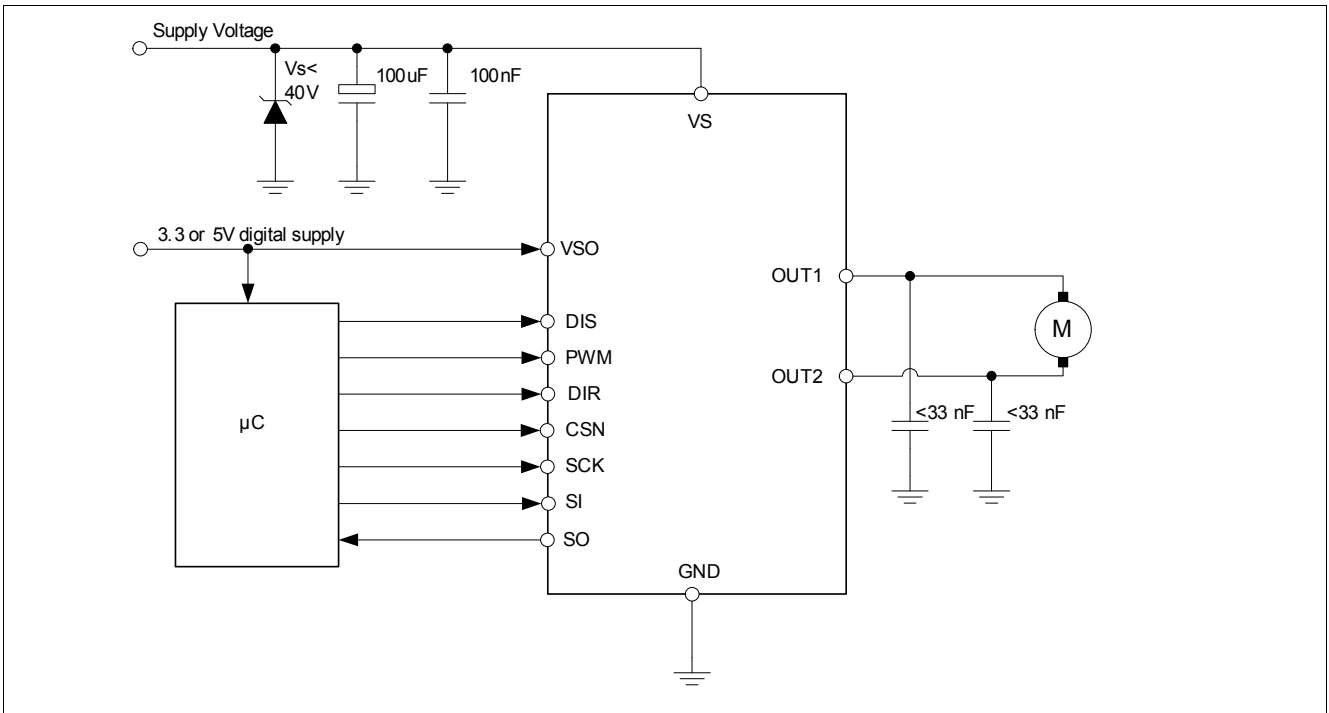 Supply Voltage
Vs<
40V
100uF
100nF
VS
3.3 or 5V digital supply
VSO
OUT1
DIS
M
PWM
OUT2
DIR
µC
CSN
<33 nF
<33 nF
SCK
SI
SO
GND